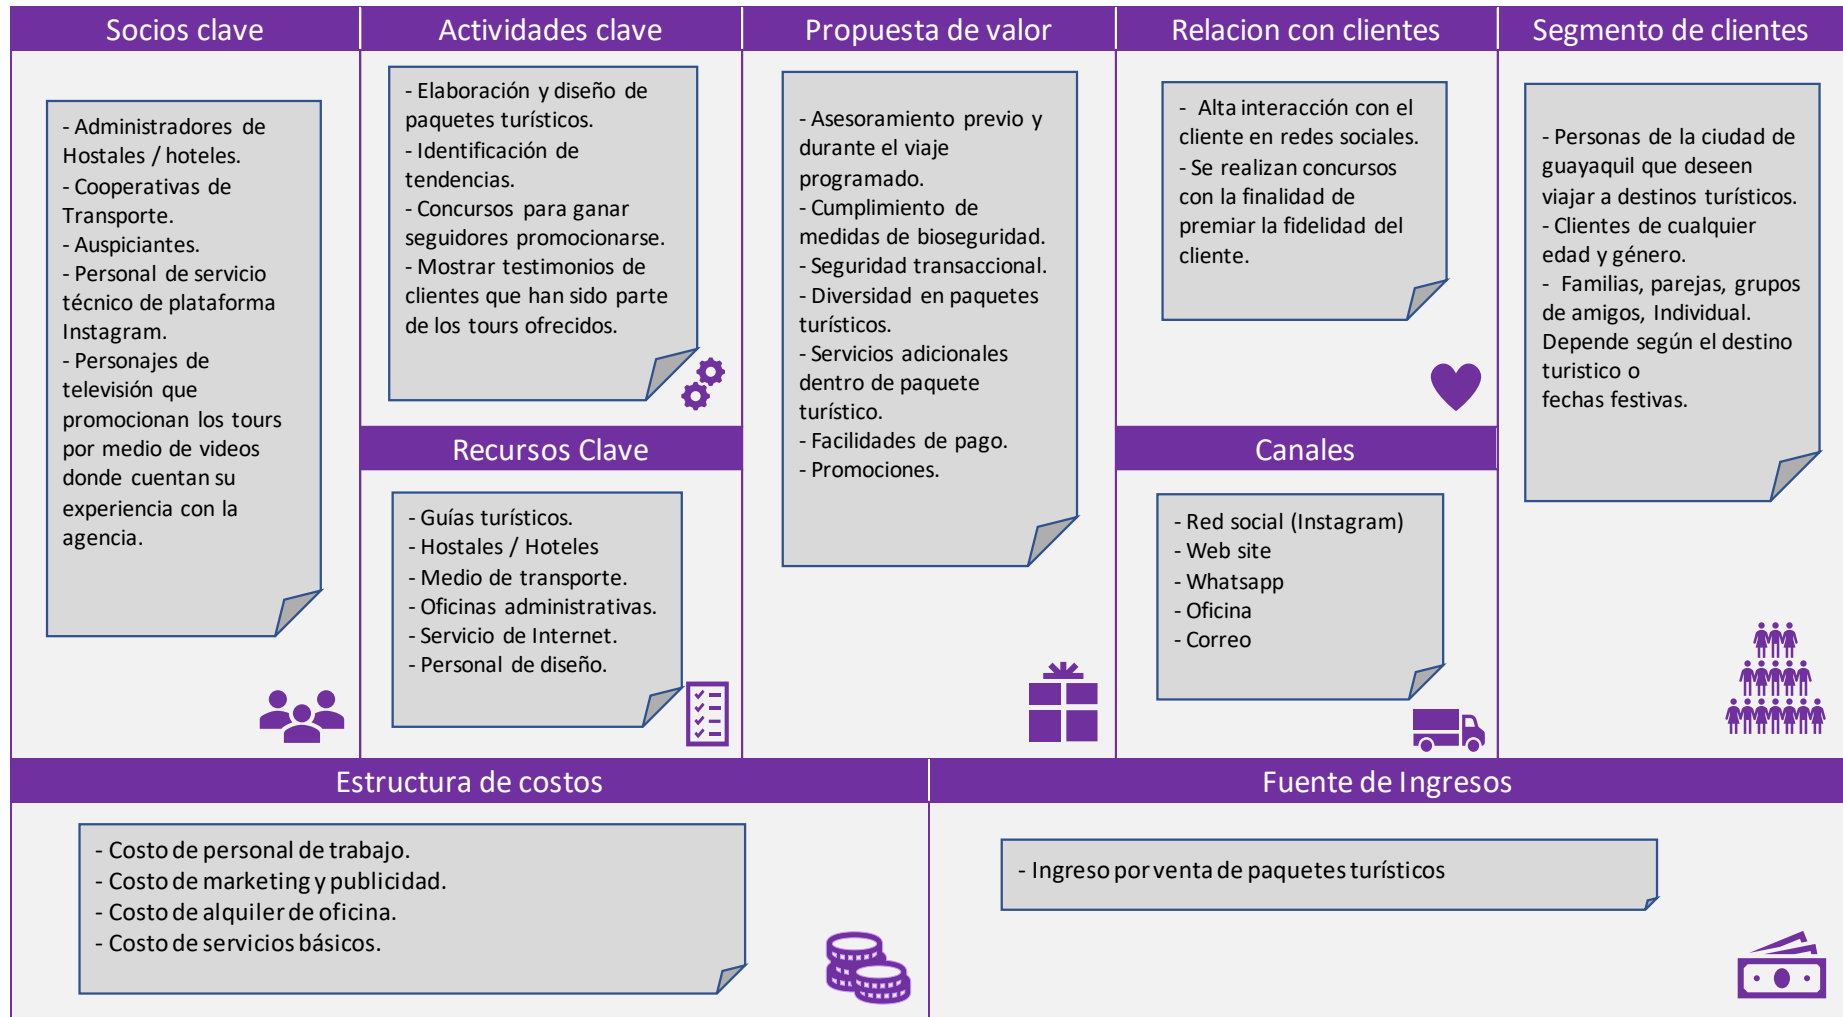 Socios clave
- Administradores de
Hostales / hoteles.
- Cooperativas de
Transporte.
- Auspiciantes.
- Personal de servicio
técnico de plataforma
Instagram.
- Personajes de
televisión que
promocionan los tours
por medio de videos
donde cuentan su
experiencia con la
agencia.
Actividades clave
- Elaboración y diseño de
paquetes turísticos.
- Identificación de
tendencias.
- Concursos para ganar
seguidores promocionarse.
- Mostrar testimonios de
clientes que han sido parte
de los tours ofrecidos.
Recursos Clave
- Guías turísticos.
- Hostales / Hoteles
- Medio de transporte.
- Oficinas administrativas.
- Servicio de Internet.
- Personal de diseño.
Propuesta de valor
- Asesoramiento previo y
durante el viaje
programado.
- Cumplimiento de
medidas de bioseguridad.
- Seguridad transaccional.
- Diversidad en paquetes
turísticos.
- Servicios adicionales
dentro de paquete
turístico.
- Facilidades de pago.
- Promociones.
Relacion con clientes
- Alta interacción con el
cliente en redes sociales.
- Se realizan concursos
con la finalidad de
premiar la fidelidad del
cliente.
Canales
- Red social (Instagram)
- Web site
- Whatsapp
- Oficina
- Correo
Segmento de clientes
- Personas de la ciudad de
guayaquil que deseen
viajar a destinos turísticos.
- Clientes de cualquier
edad y género.
- Familias, parejas, grupos
de amigos, Individual.
Depende según el destino
turistico o
fechas festivas.
Estructura de costos
- Costo de personal de trabajo.
- Costo de marketing y publicidad.
- Costo de alquiler de oficina.
- Costo de servicios básicos.
Fuente de Ingresos
- Ingreso por venta de paquetes turísticos